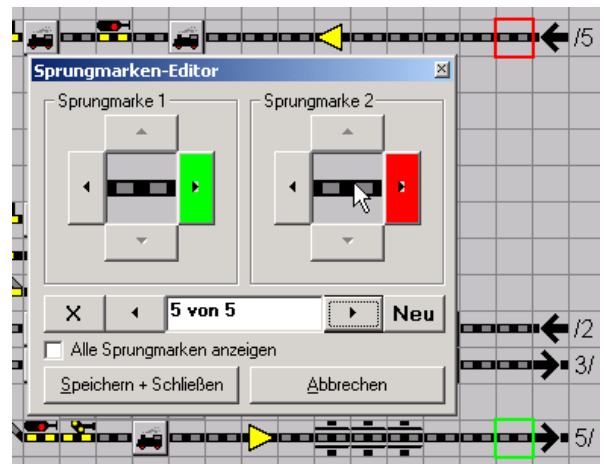 /5
Sprungmarken-Editor
Sprungmarke 1
Sprungmarke 2
X
5 von 5
Neu
Alle Sprungmarken anzeigen
/2
3/
Speichern + Schließen
Abbrechen
5/